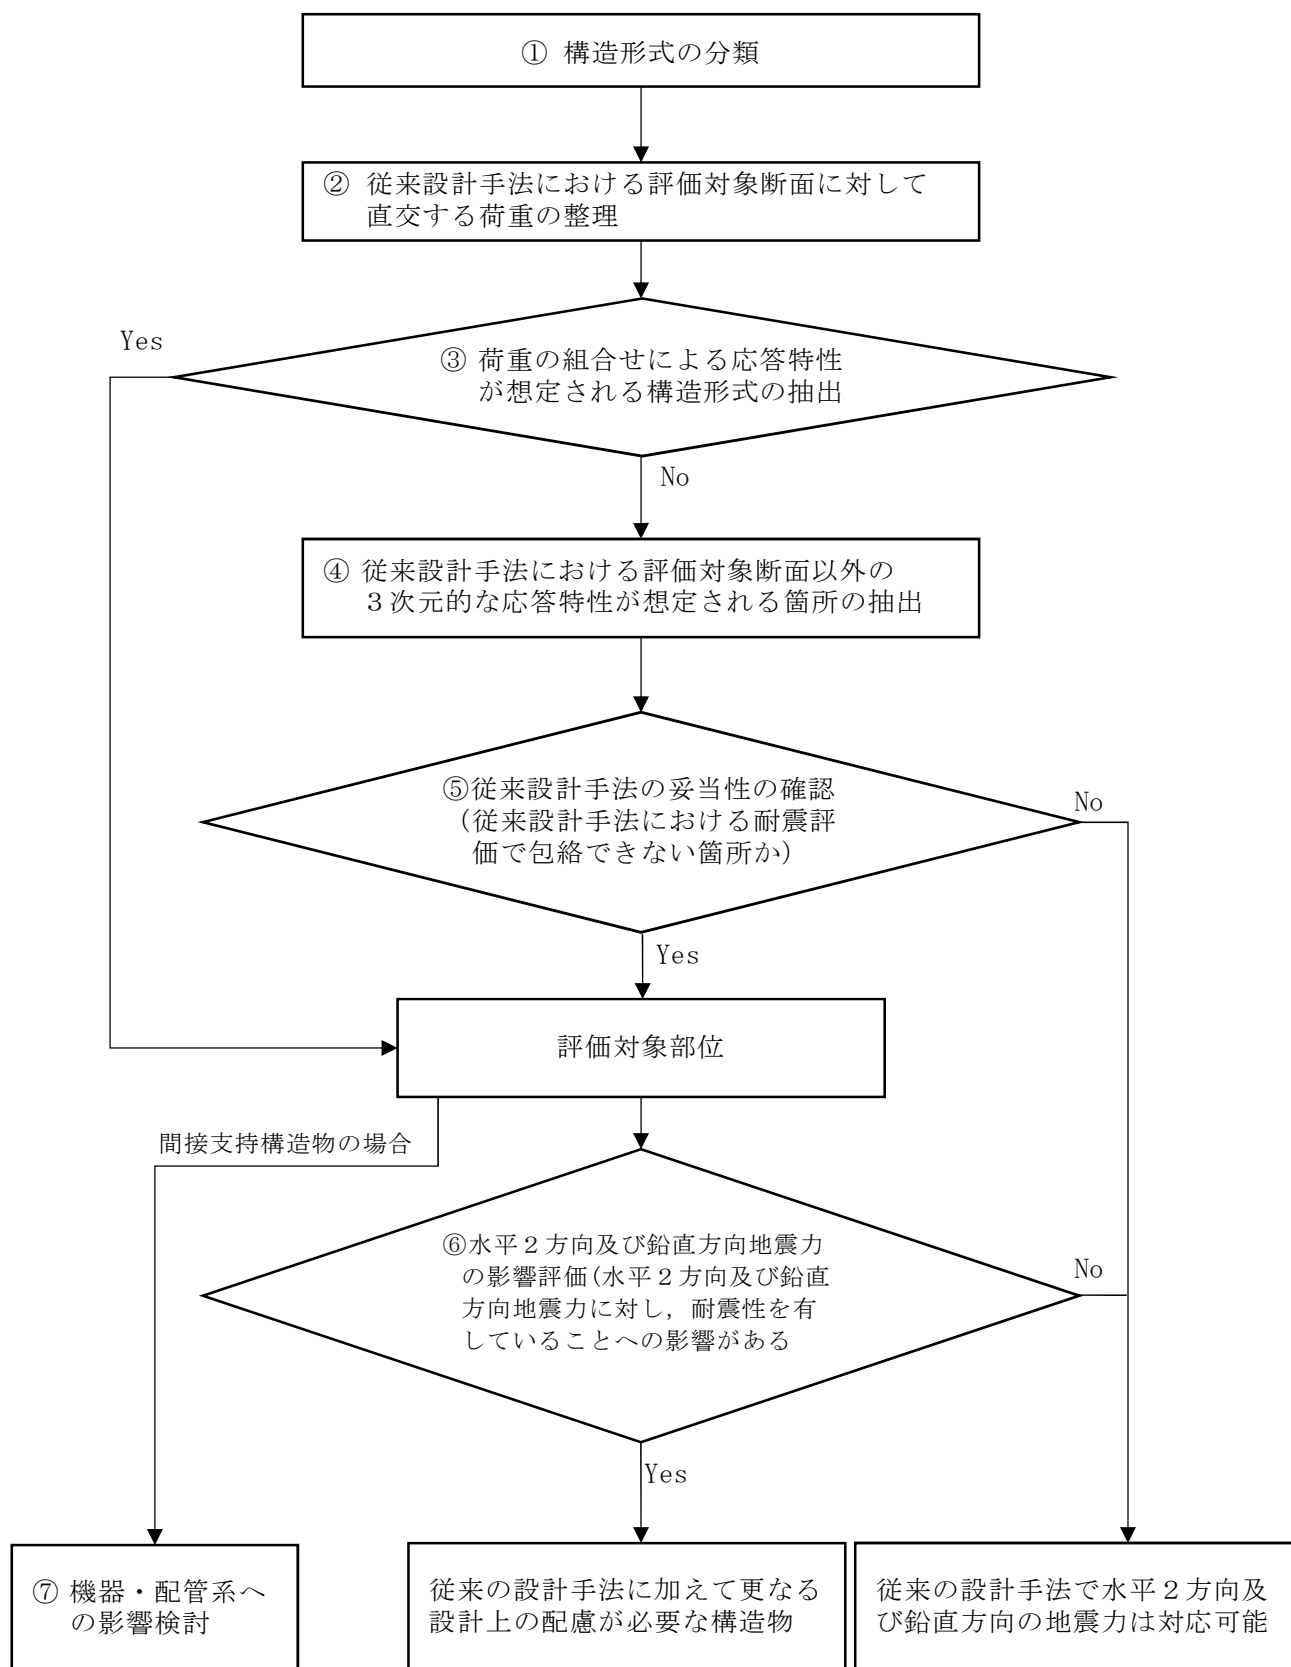 ① 構造形式の分類
② 従来設計手法における評価対象断面に対して
直交する荷重の整理
Yes
③ 荷重の組合せによる応答特性
が想定される構造形式の抽出
No
④ 従来設計手法における評価対象断面以外の
３次元的な応答特性が想定される箇所の抽出
⑤従来設計手法の妥当性の確認
（従来設計手法における耐震評
価で包絡できない箇所か）
No
Yes
評価対象部位
間接支持構造物の場合
⑥水平２方向及び鉛直方向地震力
の影響評価(水平２方向及び鉛直
方向地震力に対し，耐震性を有
していることへの影響がある
No
Yes
⑦ 機器・配管系へ
の影響検討
従来の設計手法に加えて更なる
設計上の配慮が必要な構造物
従来の設計手法で水平２方向及
び鉛直方向の地震力は対応可能